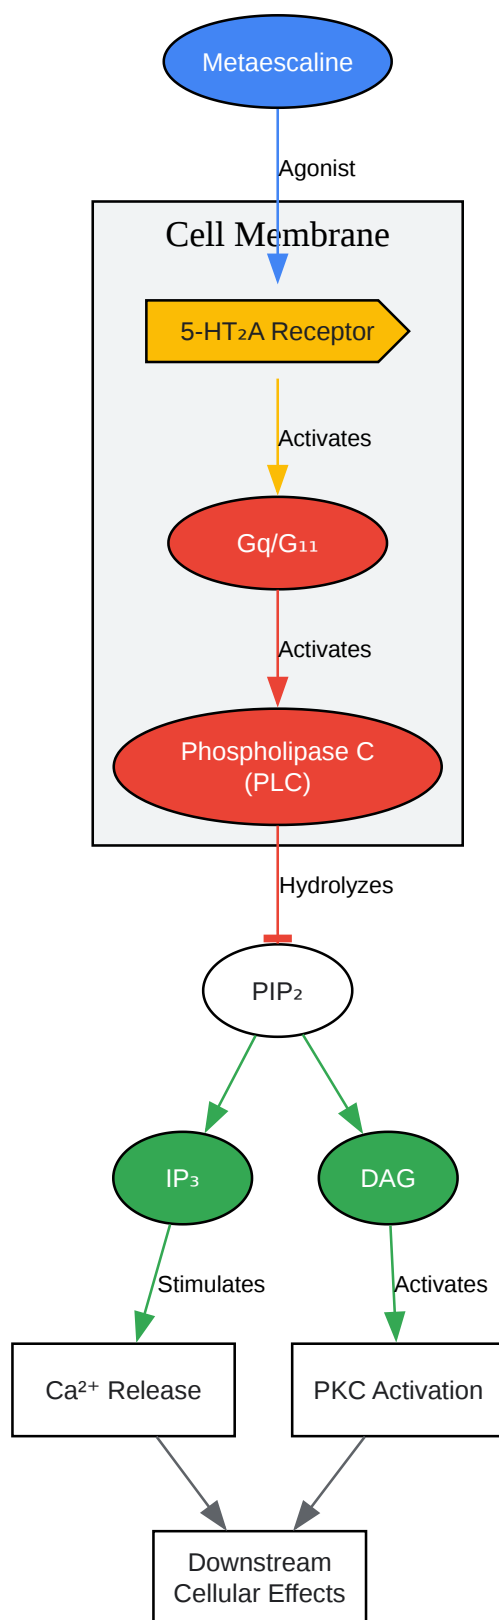 Metaescaline
Agonist
Cell Membrane
5-HT₂A Receptor
Activates
Gq/G₁₁
Activates
Phospholipase C
(PLC)
Hydrolyzes
PIP₂
IP₃
DAG
Stimulates
Activates
Ca²⁺ Release
PKC Activation
Downstream
Cellular Effects